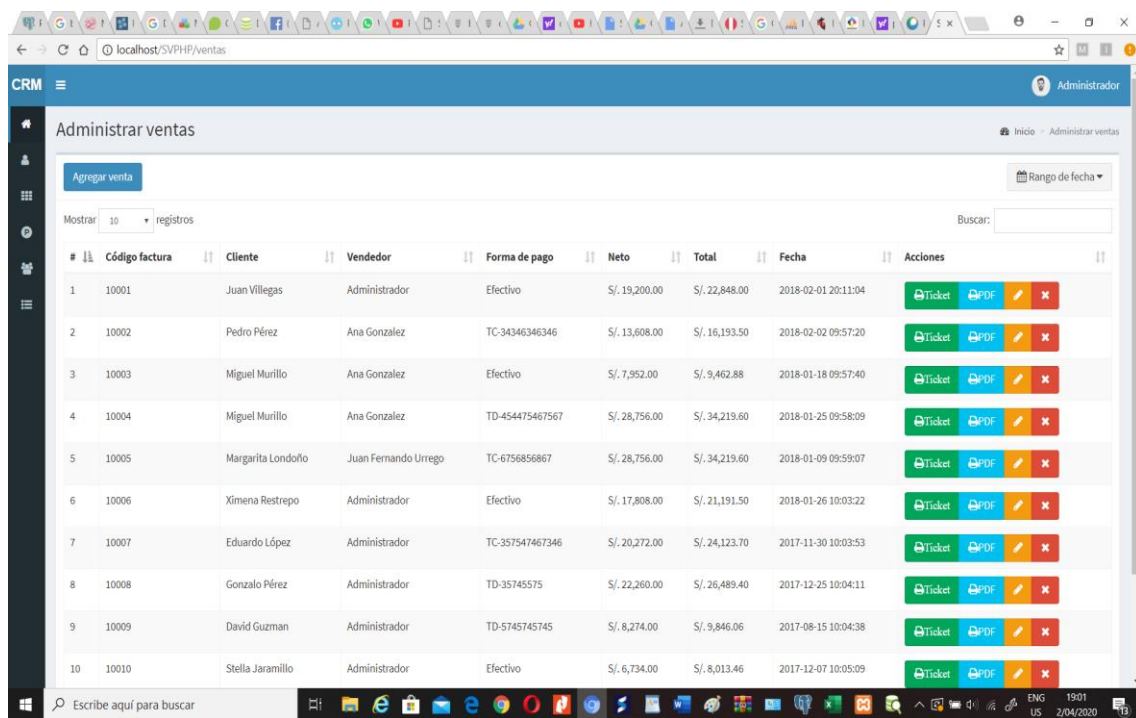 localhost/SVPHP/ventas
CRM
Administrador
Administrar ventas
Inicio > Administrar ventas
Agregar venta
Rango de fecha
Mostrar 10 registros
Buscar:
# Código factura Cliente Vendedor Forma de pago Neto Total Fecha Acciones
1 10001 Juan Villegas Administrador Efectivo S/. 19,200.00 S/. 22,848.00 2018-02-01 20:11:04 Ticket PDF
2 10002 Pedro Pérez Ana Gonzalez TC-34346346346 S/. 13,608.00 S/. 16,193.50 2018-02-02 09:57:20 Ticket PDF
3 10003 Miguel Murillo Ana Gonzalez Efectivo S/. 7,952.00 S/. 9,462.88 2018-01-18 09:57:40 Ticket PDF
4 10004 Miguel Murillo Ana Gonzalez TD-454475467567 S/. 28,756.00 S/. 34,219.60 2018-01-25 09:58:09 Ticket PDF
5 10005 Margarita Londoño Juan Fernando Urrego TC-6756856867 S/. 28,756.00 S/. 34,219.60 2018-01-09 09:59:07 Ticket PDF
6 10006 Ximena Restrepo Administrador Efectivo S/. 17,808.00 S/. 21,191.50 2018-01-26 10:03:22 Ticket PDF
7 10007 Eduardo López Administrador TC-357547467346 S/. 20,272.00 S/. 24,123.70 2017-11-30 10:03:53 Ticket PDF
8 10008 Gonzalo Pérez Administrador TD-35745575 S/. 22,260.00 S/. 26,489.40 2017-12-25 10:04:11 Ticket PDF
9 10009 David Guzman Administrador TD-5745745745 S/. 8,274.00 S/. 9,846.06 2017-08-15 10:04:38 Ticket PDF
10 10010 Stella Jaramillo Administrador Efectivo S/. 6,734.00 S/. 8,013.46 2017-12-07 10:05:09 Ticket PDF
Escribe aquí para buscar
ENG 19:01
US 2/04/2020